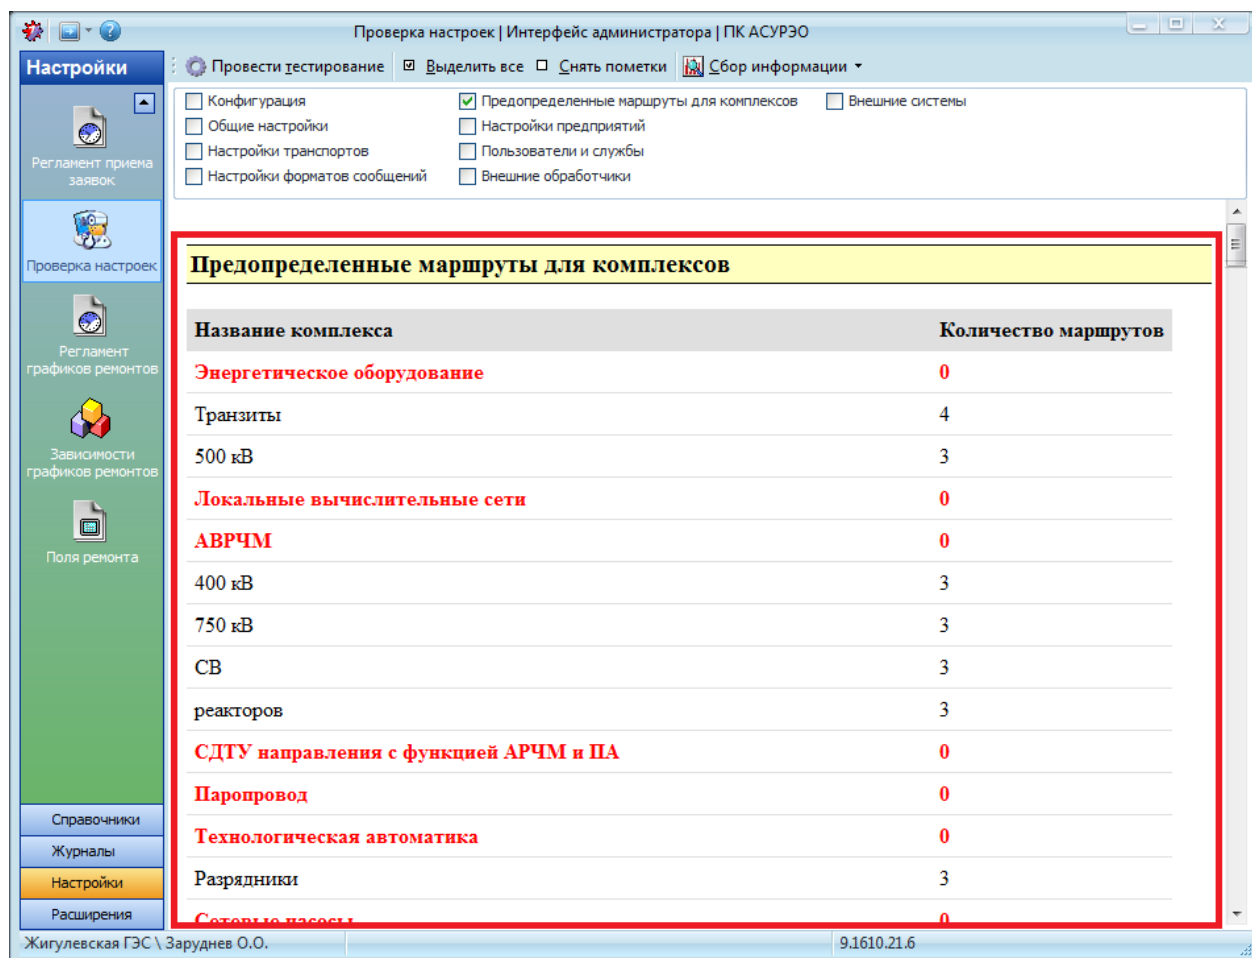 Проверка настроек | Интерфейс администратора | ПК АСУРЭО
Настройки
Провести тестирование Выделить все Снять пометки Сбор информации
Конфигурация Предопределенные маршруты для комплексов Внешние системы
Общие настройки Настройки предприятий
Настройки транспортов Пользователи и службы
Настройки форматов сообщений Внешние обработчики
Регламент приема
заявок
Проверка настроек
Регламент
графиков ремонтов
Зависимости
графиков ремонтов
Поля ремонта
Справочники
Журналы
Настройки
Расширения
Предопределенные маршруты для комплексов
Название комплекса Количество маршрутов
Энергетическое оборудование 0
Транзиты 4
500 кВ 3
Локальные вычислительные сети 0
АВРЧМ 0
400 кВ 3
750 кВ 3
СВ 3
реакторов 3
СДТУ направления с функцией АРЧМ и ПА 0
Паропровод 0
Технологическая автоматика 0
Разрядники 3
Сетевые насосы 0
Жигулевская ГЭС \ Заруднев О.О. 9.1610.21.6